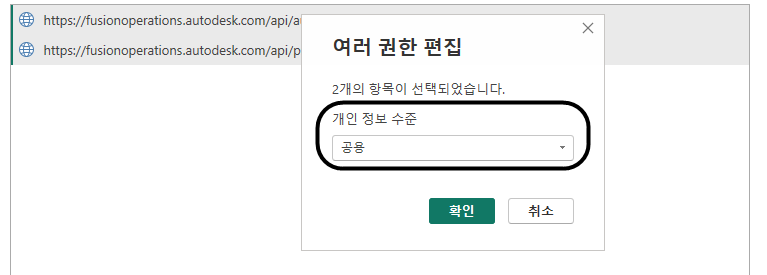 https://fusionoperations.autodesk.com/api/a
https://fusionoperations.autodesk.com/api/p
여러 권한 편집
2개의 항목이 선택되었습니다.
개인 정보 수준
공용
확인
취소